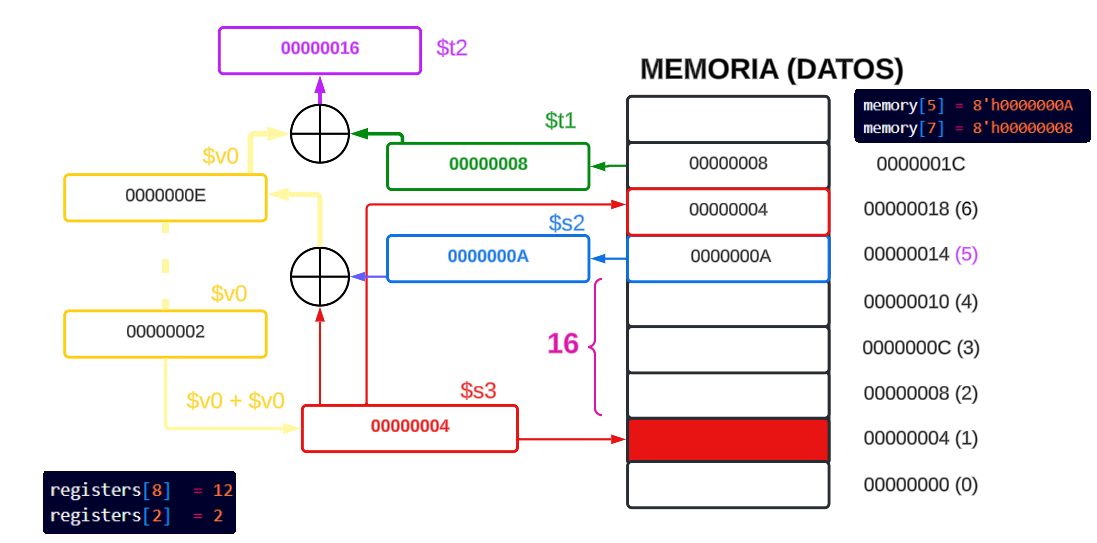 00000016 $t2
MEMORIA (DATOS)
memory[5] = 8'h0000000A
memory[7] = 8'h00000008
$t1
$v0
00000008
00000008
0000001C
0000000E
00000004
00000018 (6)
$s2
0000000A
0000000A
00000014 (5)
$v0
00000010 (4)
00000002
16
0000000C (3)
$v0 + $v0
$s3
00000008 (2)
00000004
00000004 (1)
registers[8] = 12
registers[2] = 2
00000000 (0)